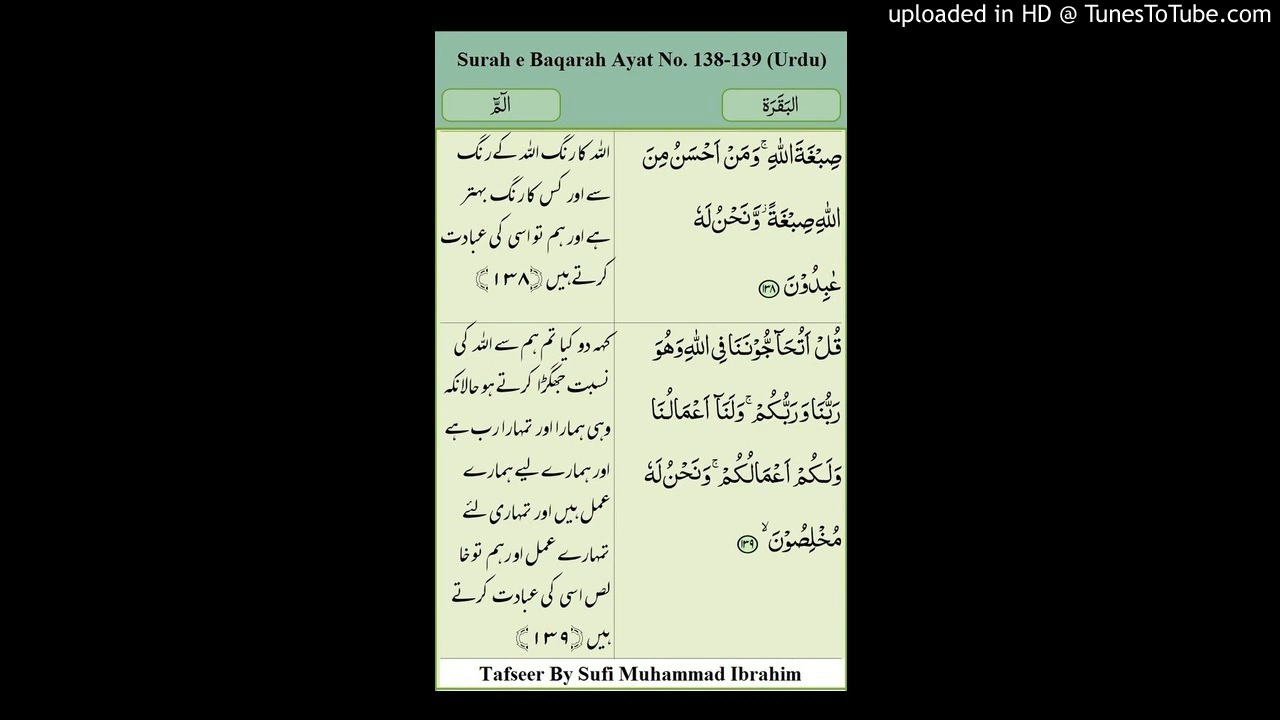 uploaded in HD @ TunesToTube.com
Surah e Baqarah Ayat No. 138-139 (Urdu)
البَقَرَة
الٓمّٓ
صِبۡغَةَ اللّٰهِ ۚ وَمَنۡ اَحۡسَنُ مِنَ
اللّٰهِ صِبۡغَةً ۫ وَّنَحۡنُ لَهٗ
عٰبِدُوۡنَ ۱۳۸
اللہ کا رنگ اللہ کے رنگ
سے اور کس کا رنگ بہتر
ہے اور ہم تو اسی کی عبادت
کرتے ہیں ﴿۱۳۸﴾
قُلۡ اَتُحَآجُّوۡنَنَا فِى اللّٰهِ وَهُوَ
رَبُّنَا وَرَبُّكُمۡ ۚ وَلَنَآ اَعۡمَالُنَا
وَلَـكُمۡ اَعۡمَالُكُمۡ ۚ وَنَحۡنُ لَهٗ
مُخۡلِصُوۡنَ ۙ ۱۳۹
کہہ دو کیا تم ہم سے اللہ کی
نسبت جھگڑا کرتے ہو حالانکہ
وہی ہمارا اور تمہارا رب ہے
اور ہمارے لیے ہمارے
عمل ہیں اور تمہاری لئے
تمہارے عمل اور ہم تو خا
لص اسی کی عبادت کرتے
ہیں ﴿۱۳۹﴾
Tafseer By Sufi Muhammad Ibrahim